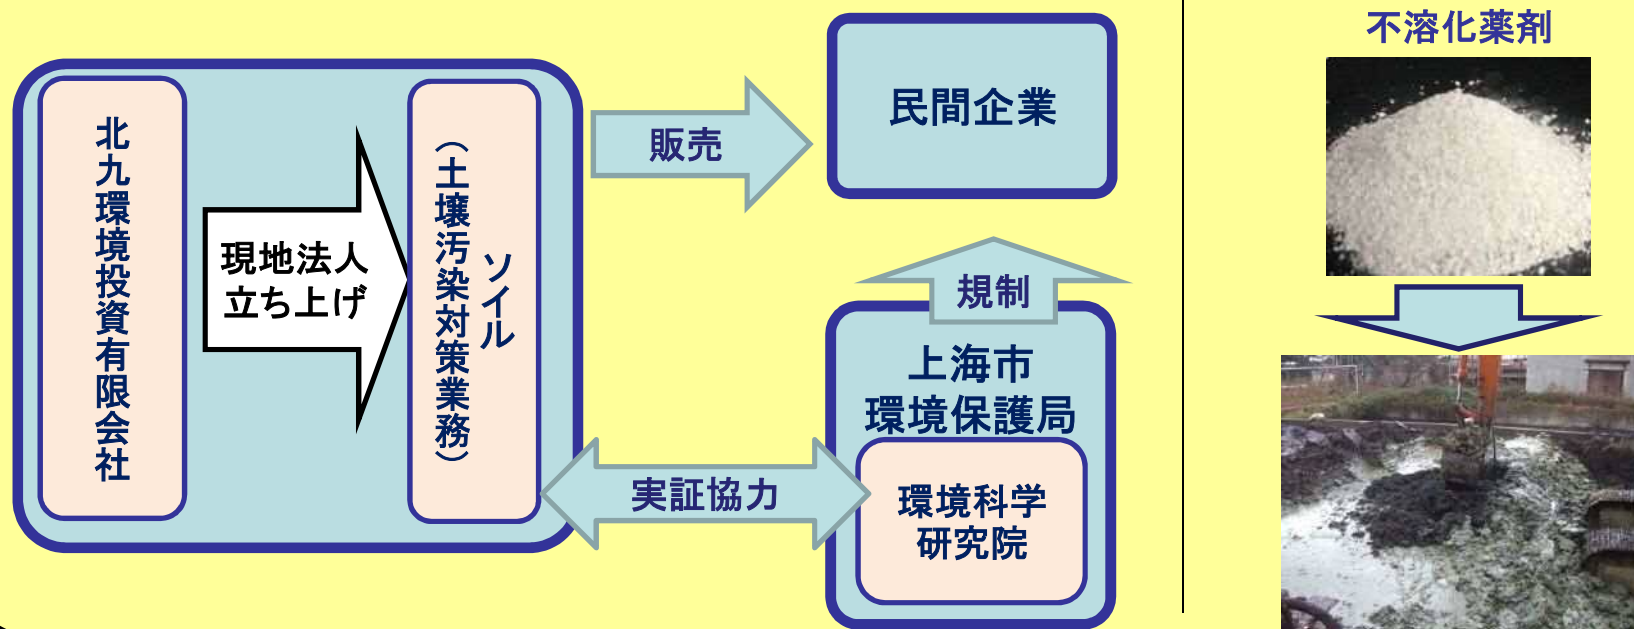 北九環境投資有限会社
現地法人
立ち上げ
ソイル
（土壌汚染対策業務）
販売
民間企業
規制
上海市
環境保護局
実証協力
環境科学
研究院
不溶化薬剤